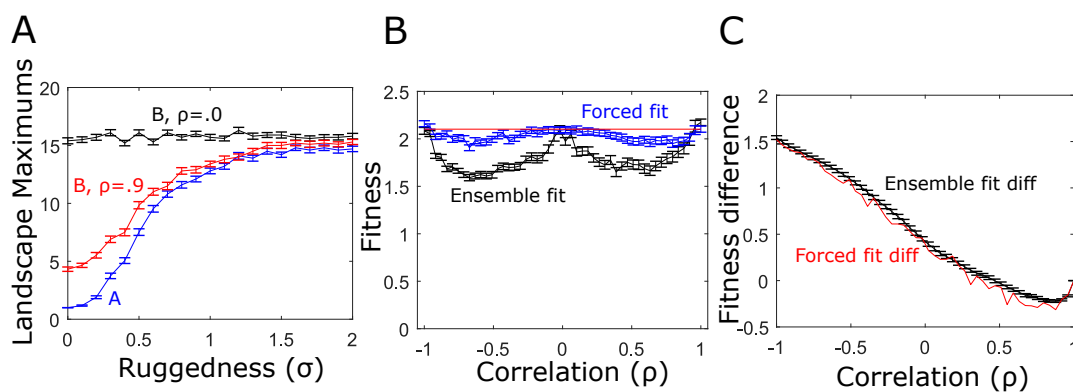 A
Landscape Maximums
20
15
10
5
0
B, ρ=.0
B, ρ=.9
A
0
0.5
1
1.5
2
Ruggedness (σ)
B
Fitness
2.5
2
1.5
1
0.5
0
Forced fit
Ensemble fit
-1
-0.5
0
0.5
1
Correlation (ρ)
C
Fitness difference
2
1.5
1
0.5
0
-0.5
Ensemble fit diff
Forced fit diff
-1
-0.5
0
0.5
1
Correlation (ρ)